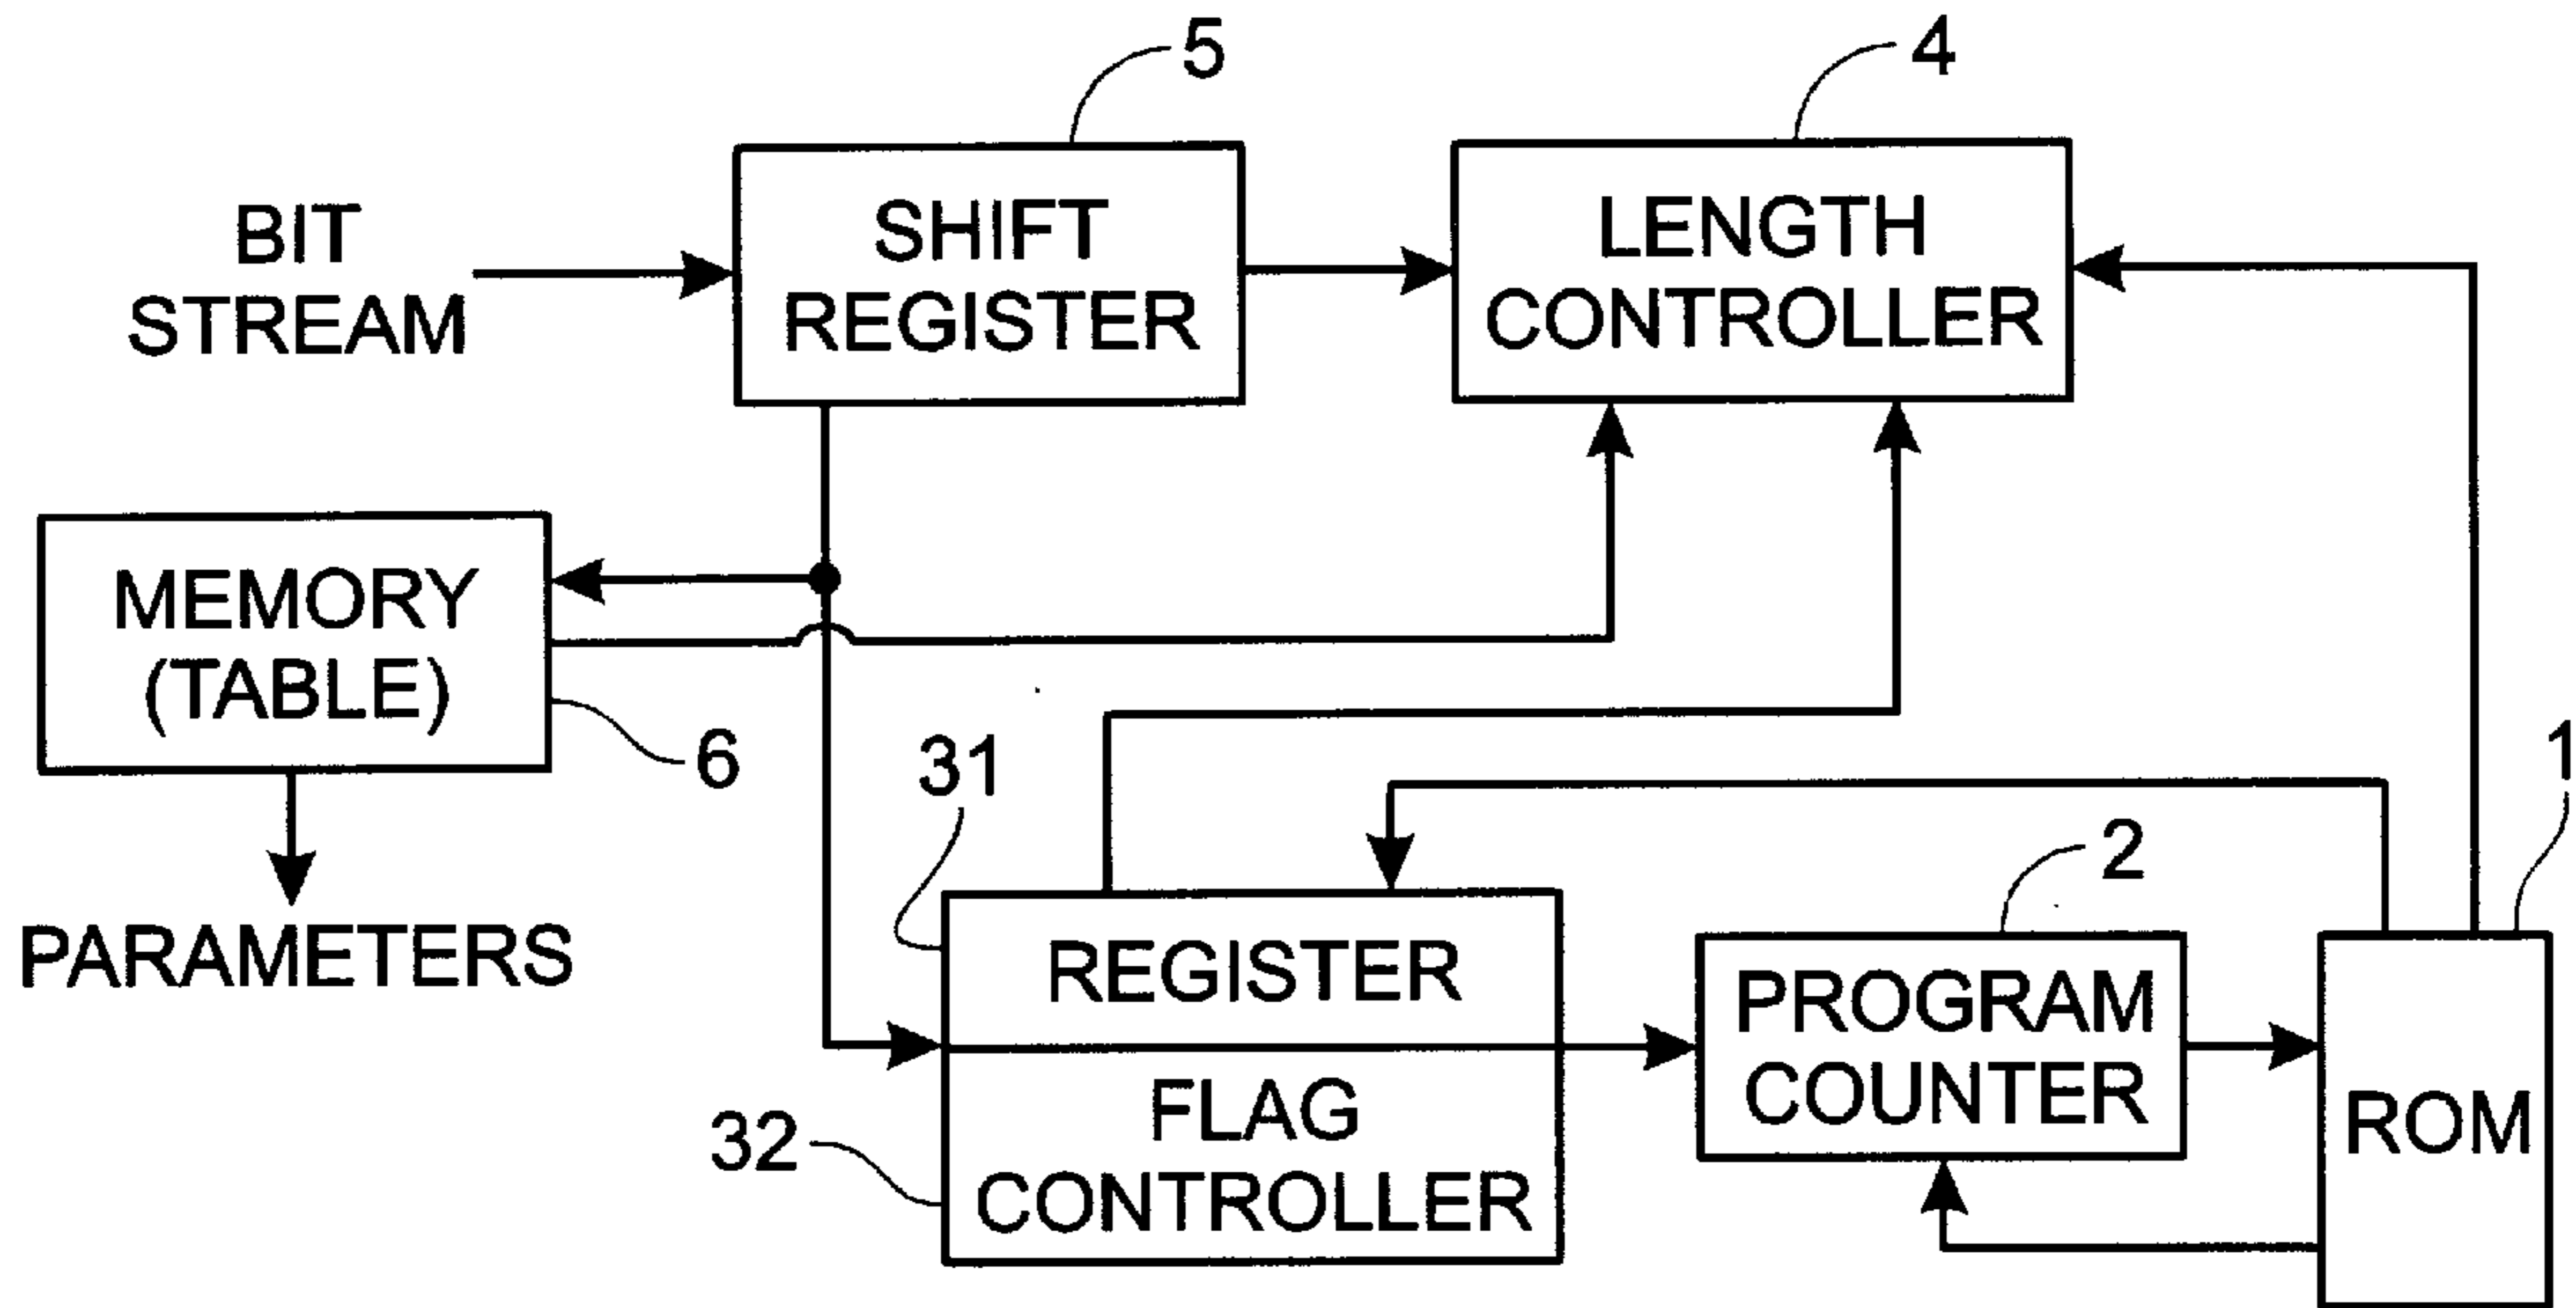 5
4
BIT
STREAM
SHIFT
REGISTER
LENGTH
CONTROLLER
MEMORY
(TABLE)
6
PARAMETERS
31
1
2
REGISTER
PROGRAM
COUNTER
32
FLAG
CONTROLLER
ROM